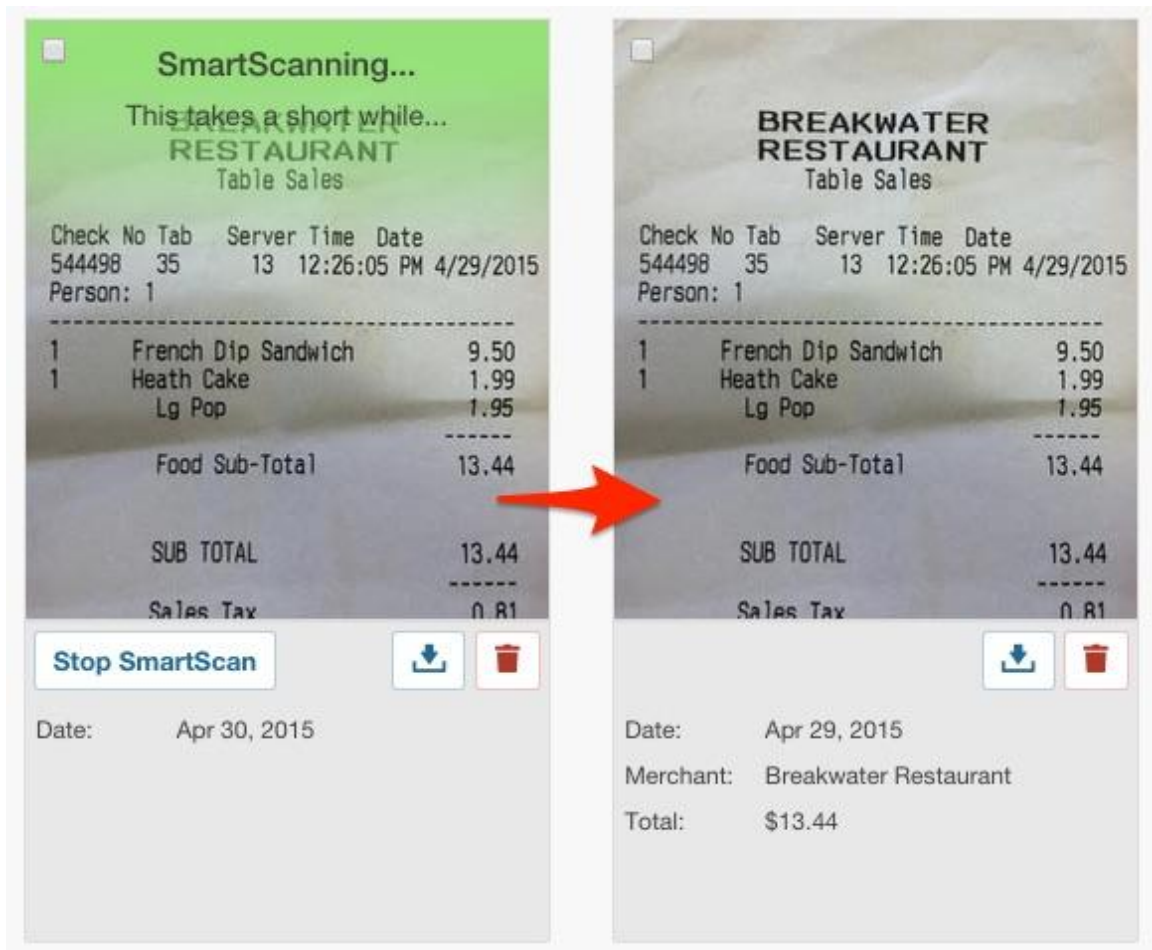 SmartScanning...
This takes a short while...
BREAKWATER
RESTAURANT
Table Sales
Check No Tab Server Time Date
544498 35 13 12:26:05 PM 4/29/2015
Person: 1
1 French Dip Sandwich 9.50
1 Heath Cake 1.99
Lg Pop 1.95
Food Sub-Total 13.44
SUB TOTAL 13.44
Sales Tax 0.81
Stop SmartScan
Date: Apr 30, 2015
BREAKWATER
RESTAURANT
Table Sales
Check No Tab Server Time Date
544498 35 13 12:26:05 PM 4/29/2015
Person: 1
1 French Dip Sandwich 9.50
1 Heath Cake 1.99
Lg Pop 1.95
Food Sub-Total 13.44
SUB TOTAL 13.44
Sales Tax 0.81
Date: Apr 29, 2015
Merchant: Breakwater Restaurant
Total: $13.44